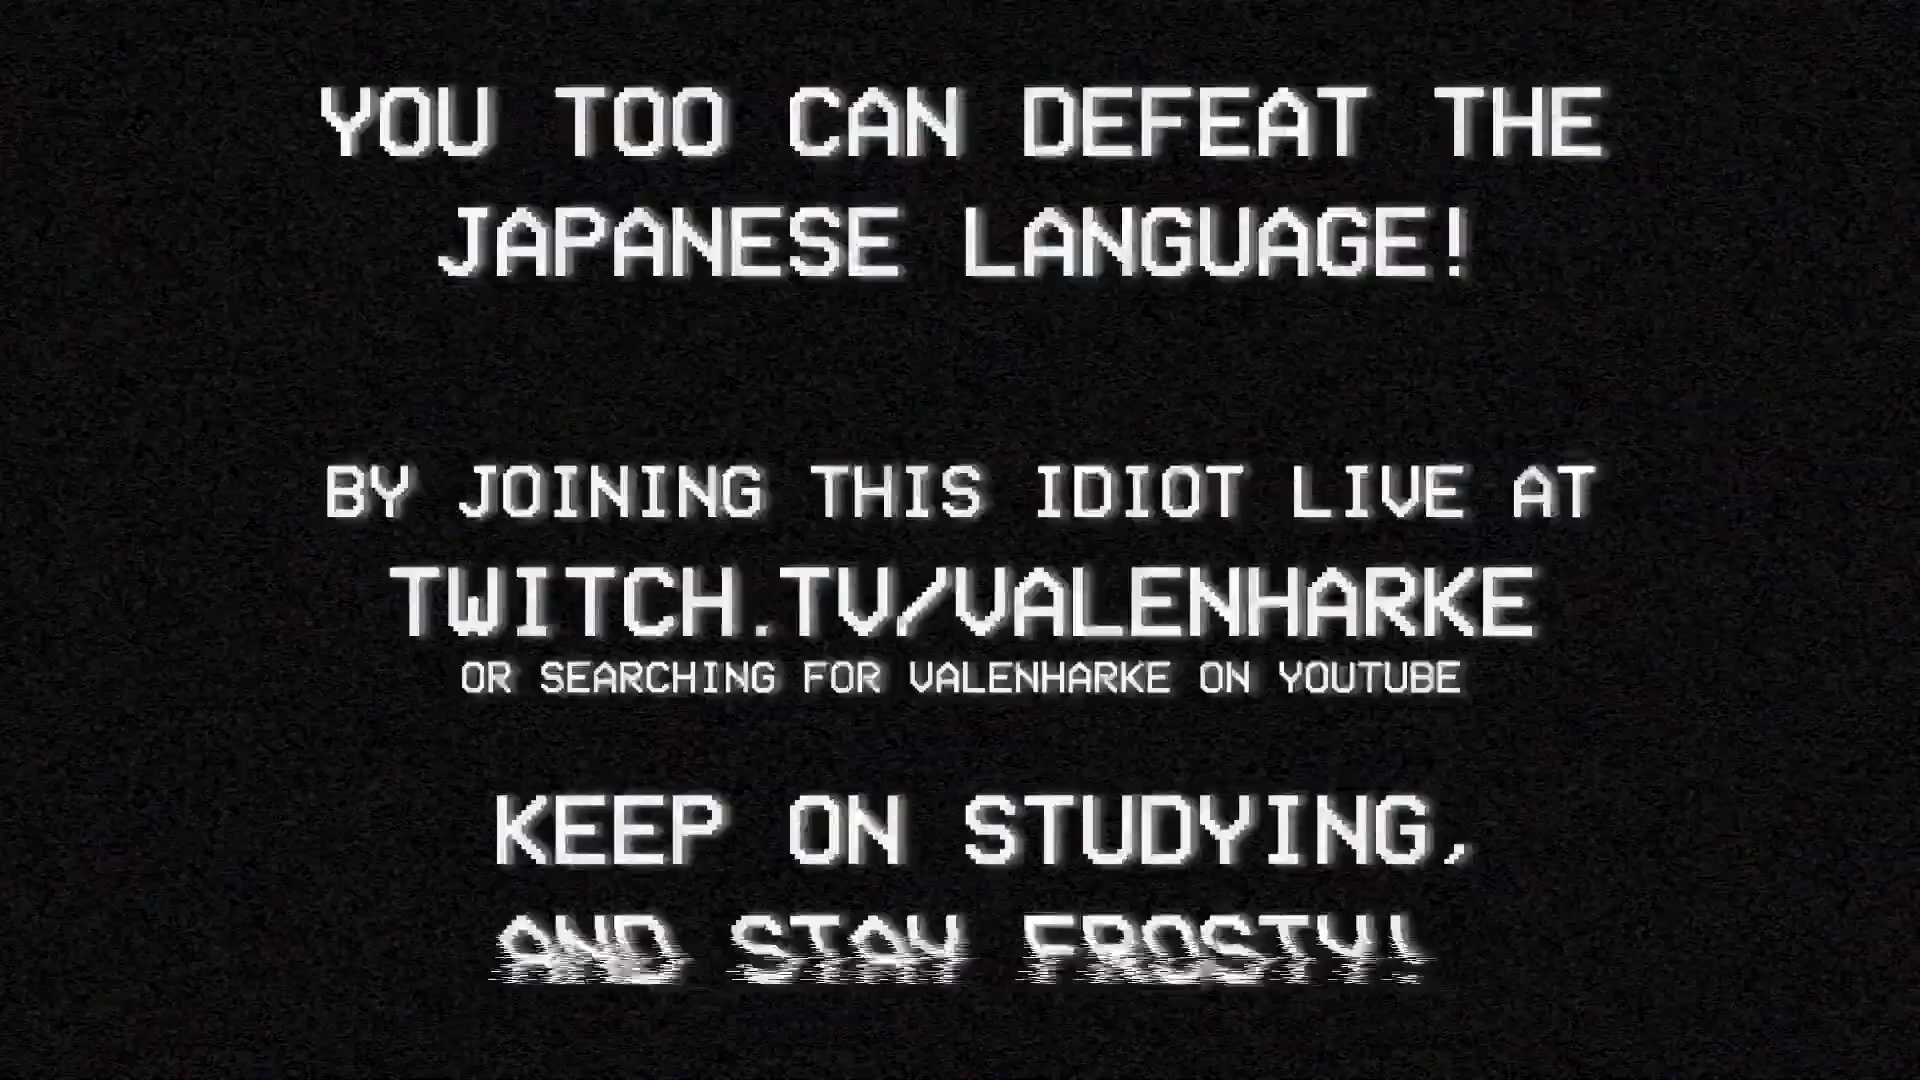 YOU TOO CAN DEFEAT THE
JAPANESE LANGUAGE!
BY JOINING THIS IDIOT LIVE AT
TWITCH.TV/VALENHARKE
OR SEARCHING FOR VALENHARKE ON YOUTUBE
KEEP ON STUDYING,
AND STAY FROSTY!